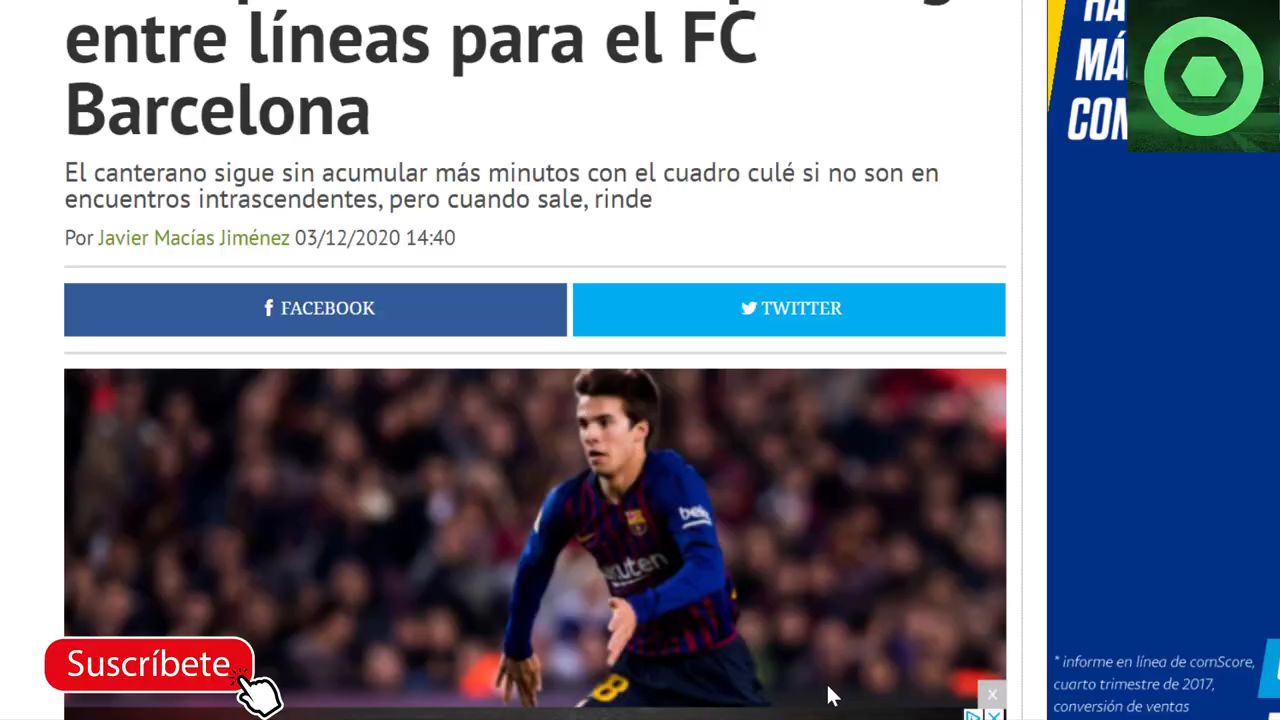 entre líneas para el FC
Barcelona
El canterano sigue sin acumular más minutos con el cuadro culé si no son en
encuentros intrascendentes, pero cuando sale, rinde
Por Javier Macías Jiménez 03/12/2020 14:40
f FACEBOOK
TWITTER
beko
8
Suscríbete
X
* informe en línea de comScore,
cuarto trimestre de 2017,
conversión de ventas